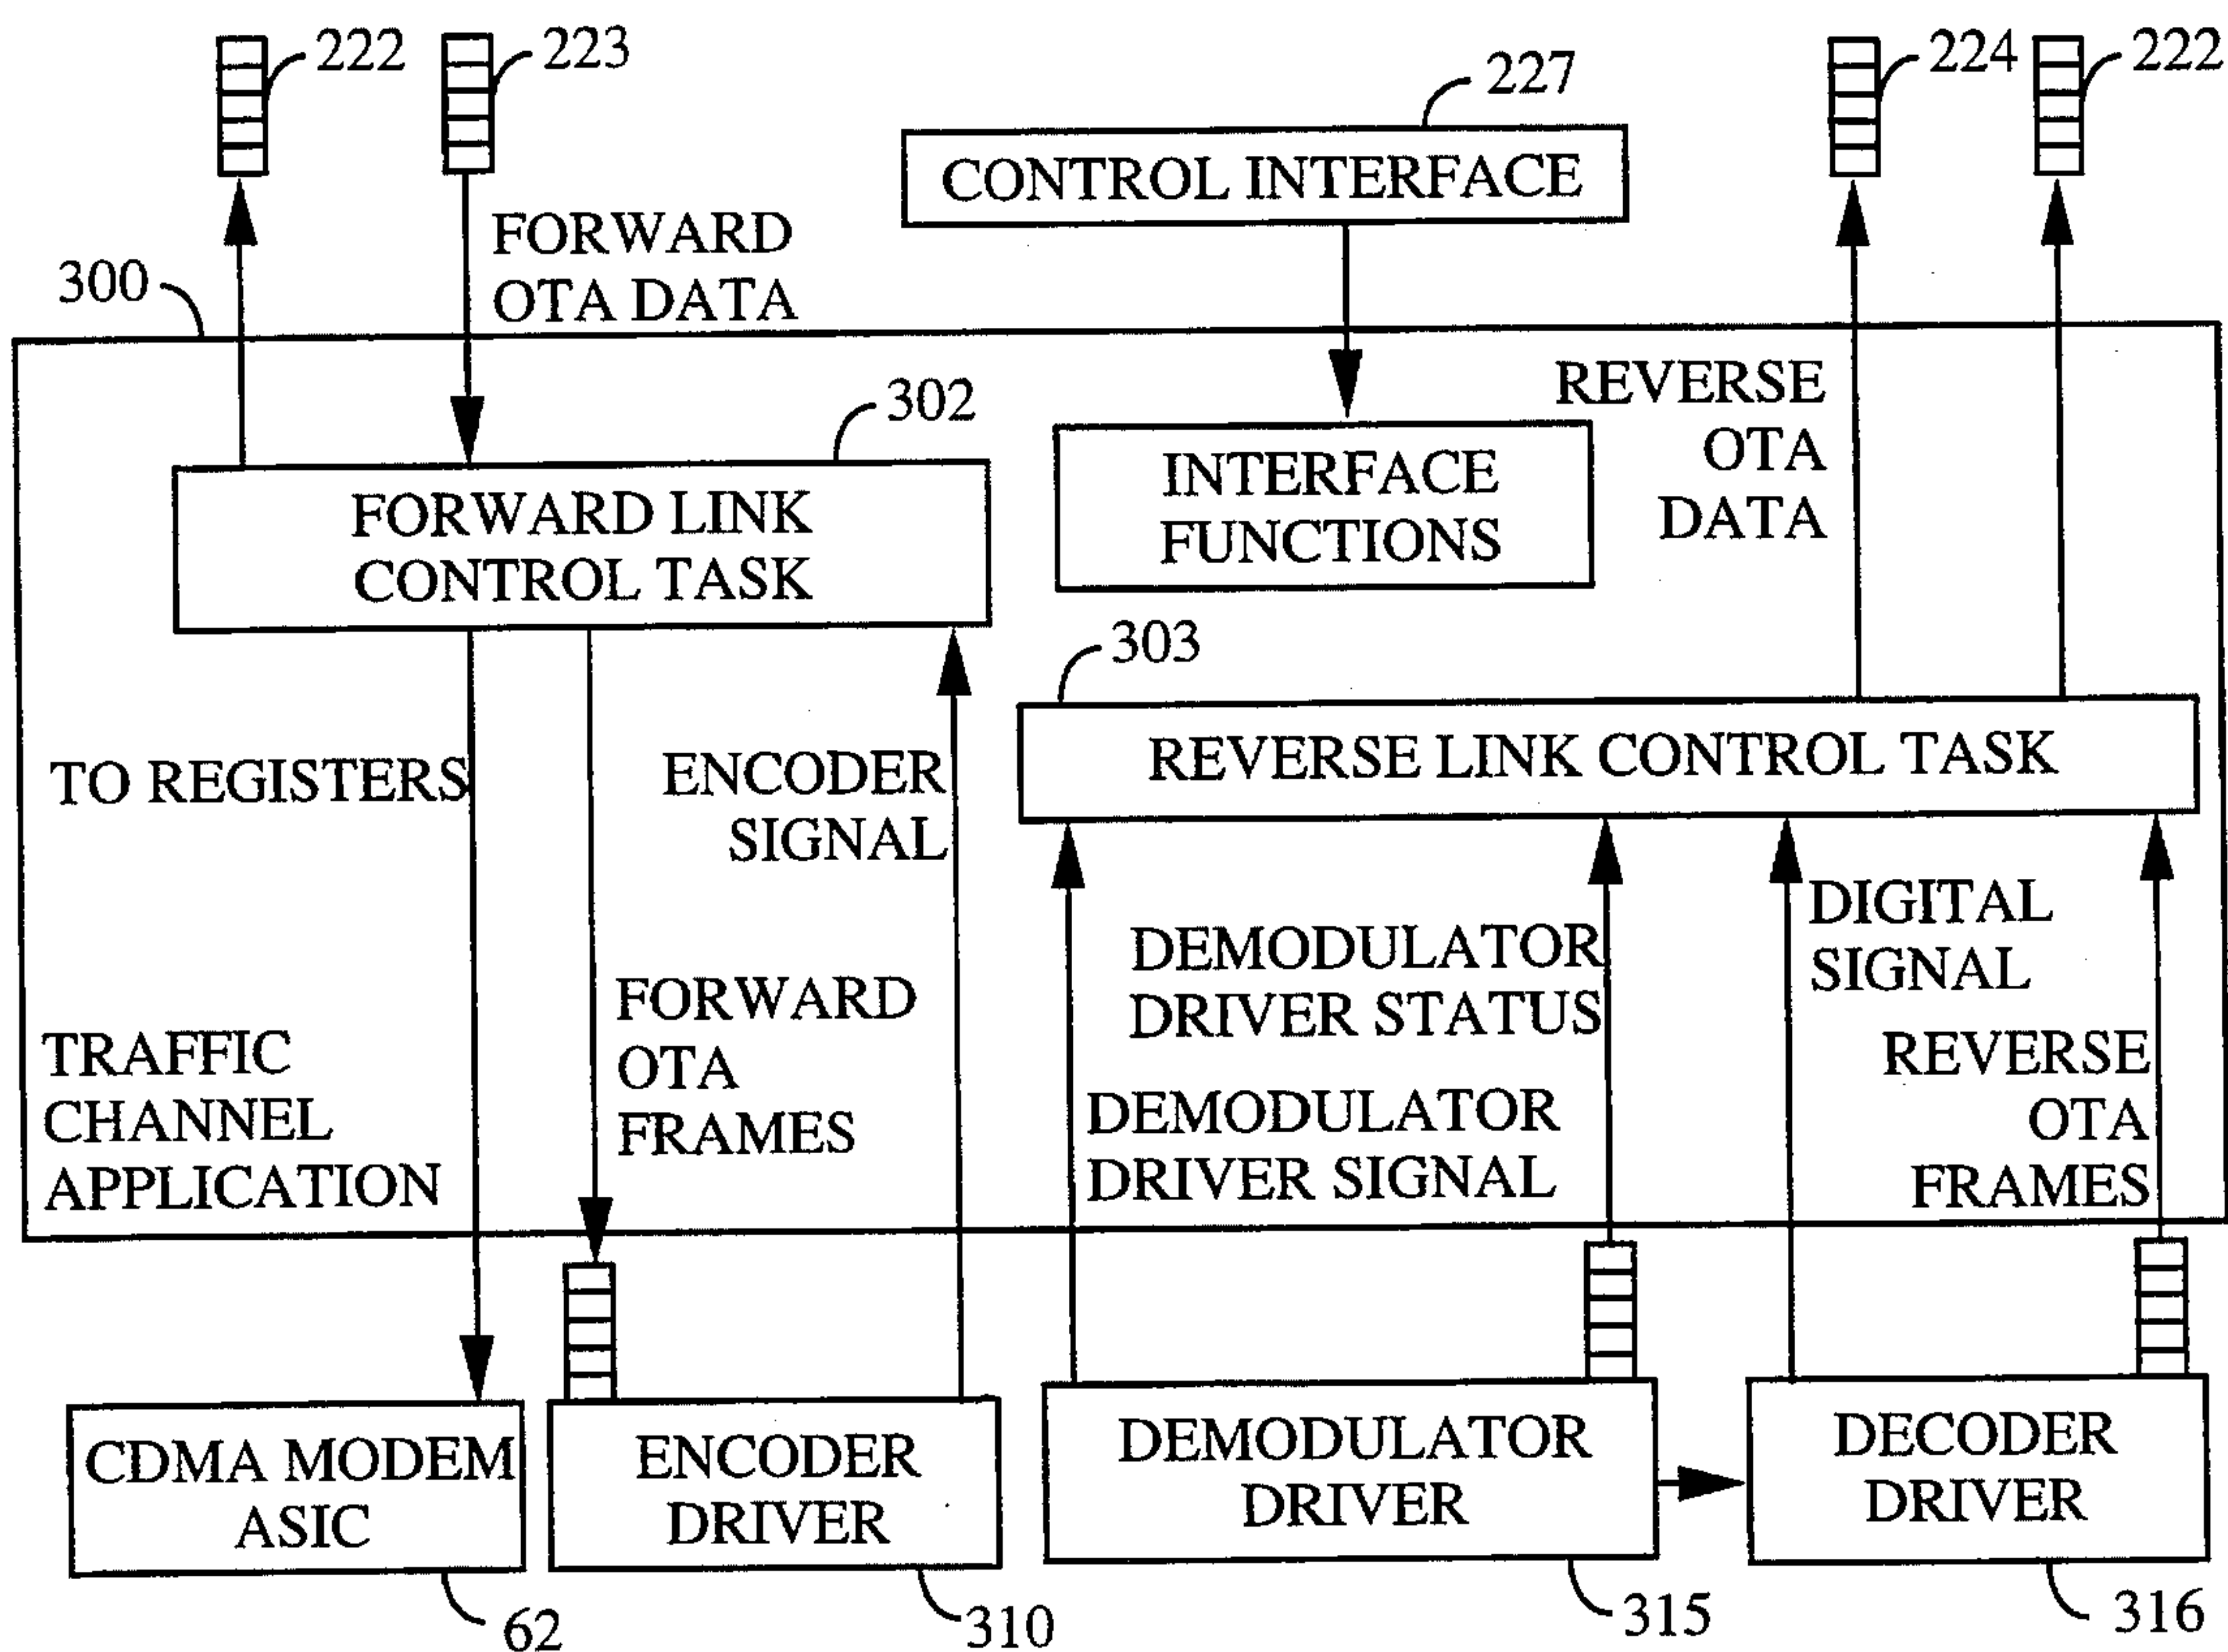 222
223
227
224
222
CONTROL INTERFACE
FORWARD
OTA DATA
300
REVERSE
OTA
DATA
302
FORWARD LINK
CONTROL TASK
INTERFACE
FUNCTIONS
303
REVERSE LINK CONTROL TASK
TO REGISTERS
ENCODER
SIGNAL
DIGITAL
SIGNAL
DEMODULATOR
DRIVER STATUS
FORWARD
OTA
FRAMES
TRAFFIC
CHANNEL
APPLICATION
DEMODULATOR
DRIVER SIGNAL
REVERSE
OTA
FRAMES
CDMA MODEM
ASIC
ENCODER
DRIVER
DEMODULATOR
DRIVER
DECODER
DRIVER
62
310
315
316